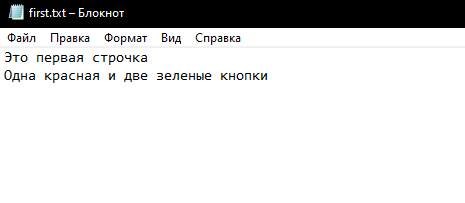 first.txt – Блокнот
Файл Правка Формат Вид Справка
Это первая строчка
Одна красная и две зеленые кнопки